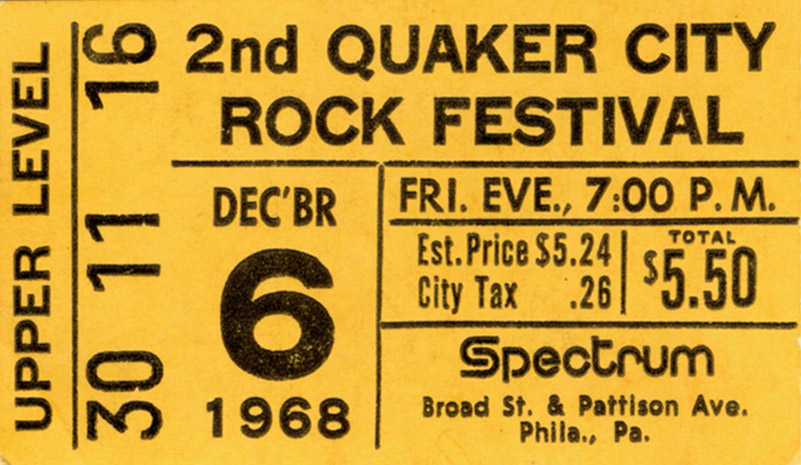 UPPER LEVEL
30 11 16
2nd QUAKER CITY
ROCK FESTIVAL
DEC'BR
6
1968
FRI. EVE., 7:00 P. M.
Est. Price $5.24
City Tax .26
TOTAL
$5.50
Spectrum
Broad St. & Pattison Ave.
Phila., Pa.